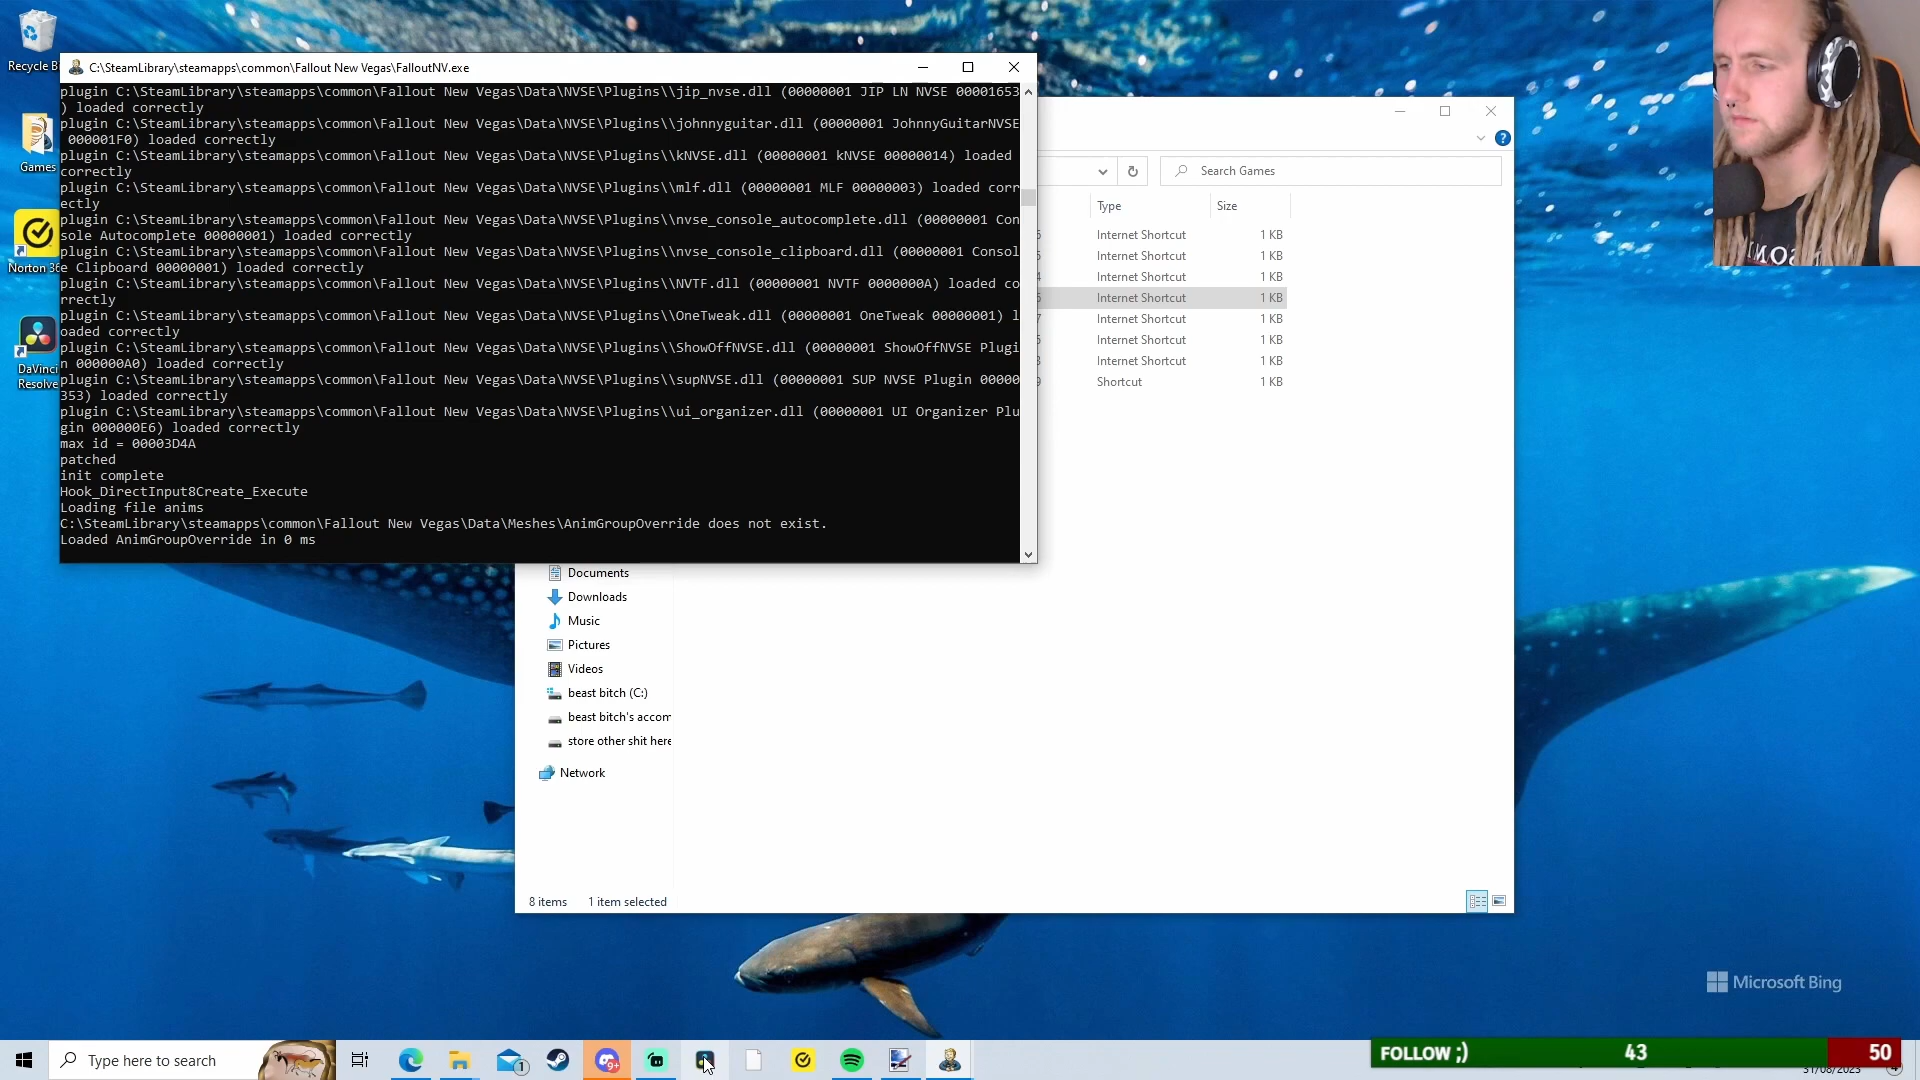 Recycle B
Games
Norton 36
DaVinci
Resolve
C:\SteamLibrary\steamapps\common\Fallout New Vegas\FalloutNV.exe
plugin C:\SteamLibrary\steamapps\common\Fallout New Vegas\Data\NVSE\Plugins\\jip_nvse.dll (00000001 JIP LN NVSE 00001653
) loaded correctly
plugin C:\SteamLibrary\steamapps\common\Fallout New Vegas\Data\NVSE\Plugins\\johnnyguitar.dll (00000001 JohnnyGuitarNVSE
000001F0) loaded correctly
plugin C:\SteamLibrary\steamapps\common\Fallout New Vegas\Data\NVSE\Plugins\\kNVSE.dll (00000001 kNVSE 00000014) loaded
correctly
plugin C:\SteamLibrary\steamapps\common\Fallout New Vegas\Data\NVSE\Plugins\\mlf.dll (00000001 MLF 00000003) loaded corr
ectly
plugin C:\SteamLibrary\steamapps\common\Fallout New Vegas\Data\NVSE\Plugins\\nvse_console_autocomplete.dll (00000001 Con
sole Autocomplete 00000001) loaded correctly
plugin C:\SteamLibrary\steamapps\common\Fallout New Vegas\Data\NVSE\Plugins\\nvse_console_clipboard.dll (00000001 Consol
e Clipboard 00000001) loaded correctly
plugin C:\SteamLibrary\steamapps\common\Fallout New Vegas\Data\NVSE\Plugins\\NVTF.dll (00000001 NVTF 0000000A) loaded co
rrectly
plugin C:\SteamLibrary\steamapps\common\Fallout New Vegas\Data\NVSE\Plugins\\OneTweak.dll (00000001 OneTweak 00000001) l
oaded correctly
plugin C:\SteamLibrary\steamapps\common\Fallout New Vegas\Data\NVSE\Plugins\\ShowOffNVSE.dll (00000001 ShowOffNVSE Plugi
n 000000A0) loaded correctly
plugin C:\SteamLibrary\steamapps\common\Fallout New Vegas\Data\NVSE\Plugins\\supNVSE.dll (00000001 SUP NVSE Plugin 00000
353) loaded correctly
plugin C:\SteamLibrary\steamapps\common\Fallout New Vegas\Data\NVSE\Plugins\\ui_organizer.dll (00000001 UI Organizer Plu
gin 000000E6) loaded correctly
max id = 00003D4A
patched
init complete
Hook_DirectInput8Create_Execute
Loading file anims
C:\SteamLibrary\steamapps\common\Fallout New Vegas\Data\Meshes\AnimGroupOverride does not exist.
Loaded AnimGroupOverride in 0 ms
Search Games
Type Size
Internet Shortcut 1 KB
Internet Shortcut 1 KB
Internet Shortcut 1 KB
Internet Shortcut 1 KB
Internet Shortcut 1 KB
Internet Shortcut 1 KB
Internet Shortcut 1 KB
Shortcut 1 KB
Documents
Downloads
Music
Pictures
Videos
beast bitch (C:)
beast bitch's accom
store other shit here
Network
8 items 1 item selected
Microsoft Bing
Type here to search
1
9+
FOLLOW ;) 43 50
31/08/2023
4